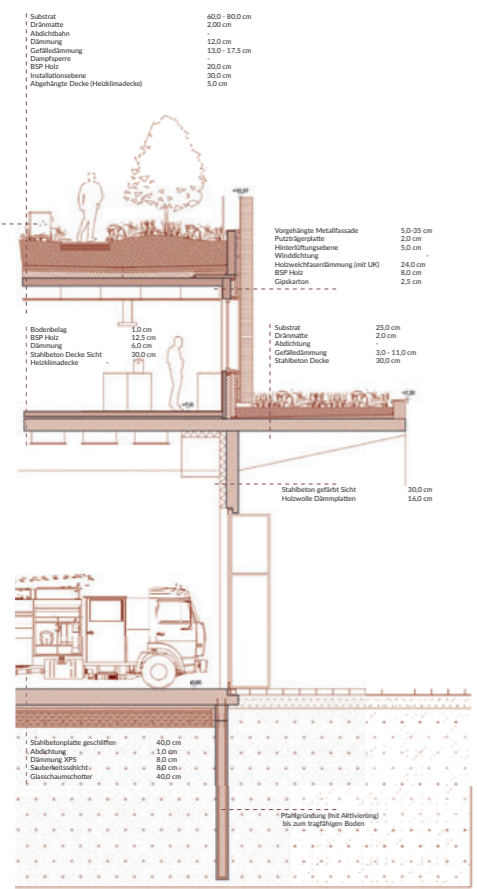 Substrat 60,0 - 80,0 cm
Dränmatte 2,00 cm
Abdichtbahn -
Dämmung 12,0 cm
Gefälledämmung 13,0 - 17,5 cm
Dampfsperre -
BSP Holz 20,0 cm
Installationsebene 30,0 cm
Abgehängte Decke (Heizklimadecke) 5,0 cm
Vorgehängte Metallfassade 5,0-35 cm
Putzträgerplatte 2,0 cm
Hinterlüftungsebene 5,0 cm
Winddichtung -
Holzweichfaserdämmung (mit UK) 24,0 cm
BSP Holz 8,0 cm
Gipskarton 2,5 cm
Bodenbelag 1,0 cm
BSP Holz 12,5 cm
Dämmung 6,0 cm
Stahlbeton Decke Sicht 30,0 cm
Heizklimadecke -
Substrat 25,0 cm
Dränmatte 2,0 cm
Abdichtung -
Gefälledämmung 3,0 - 11,0 cm
Stahlbeton Decke 30,0 cm
Stahlbeton gefärbt Sicht 30,0 cm
Holzwolle Dämmplatten 16,0 cm
Stahlbetonplatte geschliffen 40,0 cm
Abdichtung 1,0 cm
Dämmung XPS 8,0 cm
Sauberkeitsschicht 8,0 cm
Glasschaumschotter 40,0 cm
Pfahlgründung (mit Aktivierung)
bis zum tragfähigen Boden